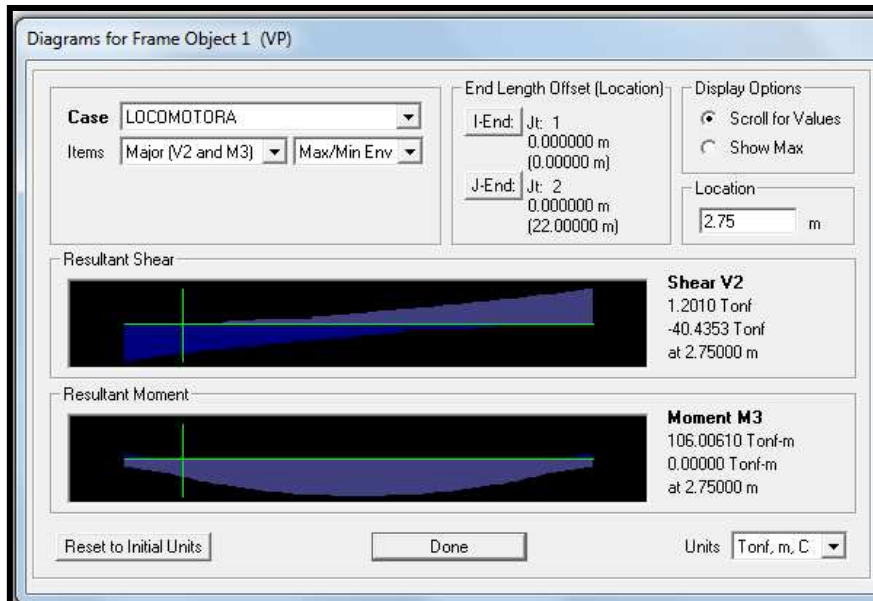 Diagrams for Frame Object 1 (VP)
Case LOCOMOTORA
Items Major (V2 and M3) Max/Min Env
End Length Offset (Location)
I-End: Jt: 1
0.000000 m
(0.00000 m)
J-End: Jt: 2
0.000000 m
(22.00000 m)
Display Options
Scroll for Values
Show Max
Location
2.75 m
Resultant Shear
Shear V2
1.2010 Tonf
-40.4353 Tonf
at 2.75000 m
Resultant Moment
Moment M3
106.00610 Tonf-m
0.00000 Tonf-m
at 2.75000 m
Reset to Initial Units
Done
Units Tonf, m, C